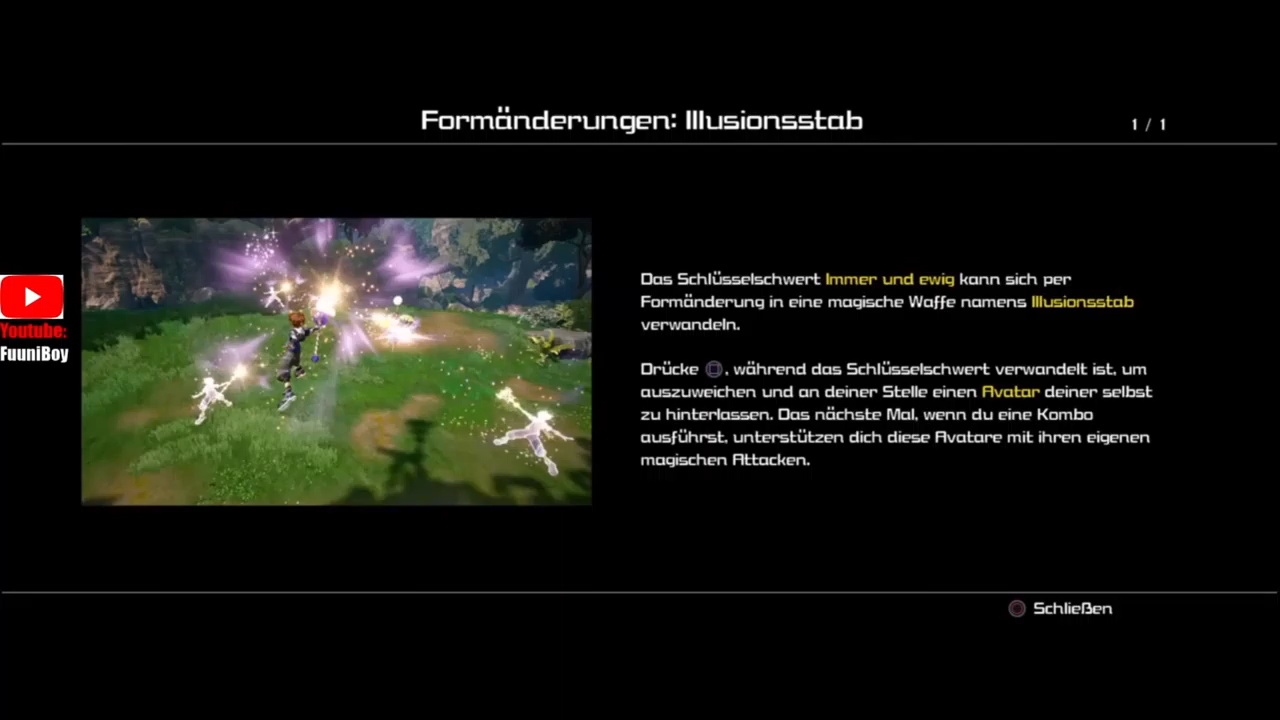 Formänderungen: Illusionsstab
1 / 1
Das Schlüsselschwert Immer und ewig kann sich per
Formänderung in eine magische Waffe namens Illusionsstab
verwandeln.
Drücke , während das Schlüsselschwert verwandelt ist, um
auszuweichen und an deiner Stelle einen Avatar deiner selbst
zu hinterlassen. Das nächste Mal, wenn du eine Kombo
ausführst, unterstützen dich diese Avatare mit ihren eigenen
magischen Attacken.
Youtube:
FuuniBoy
Schließen